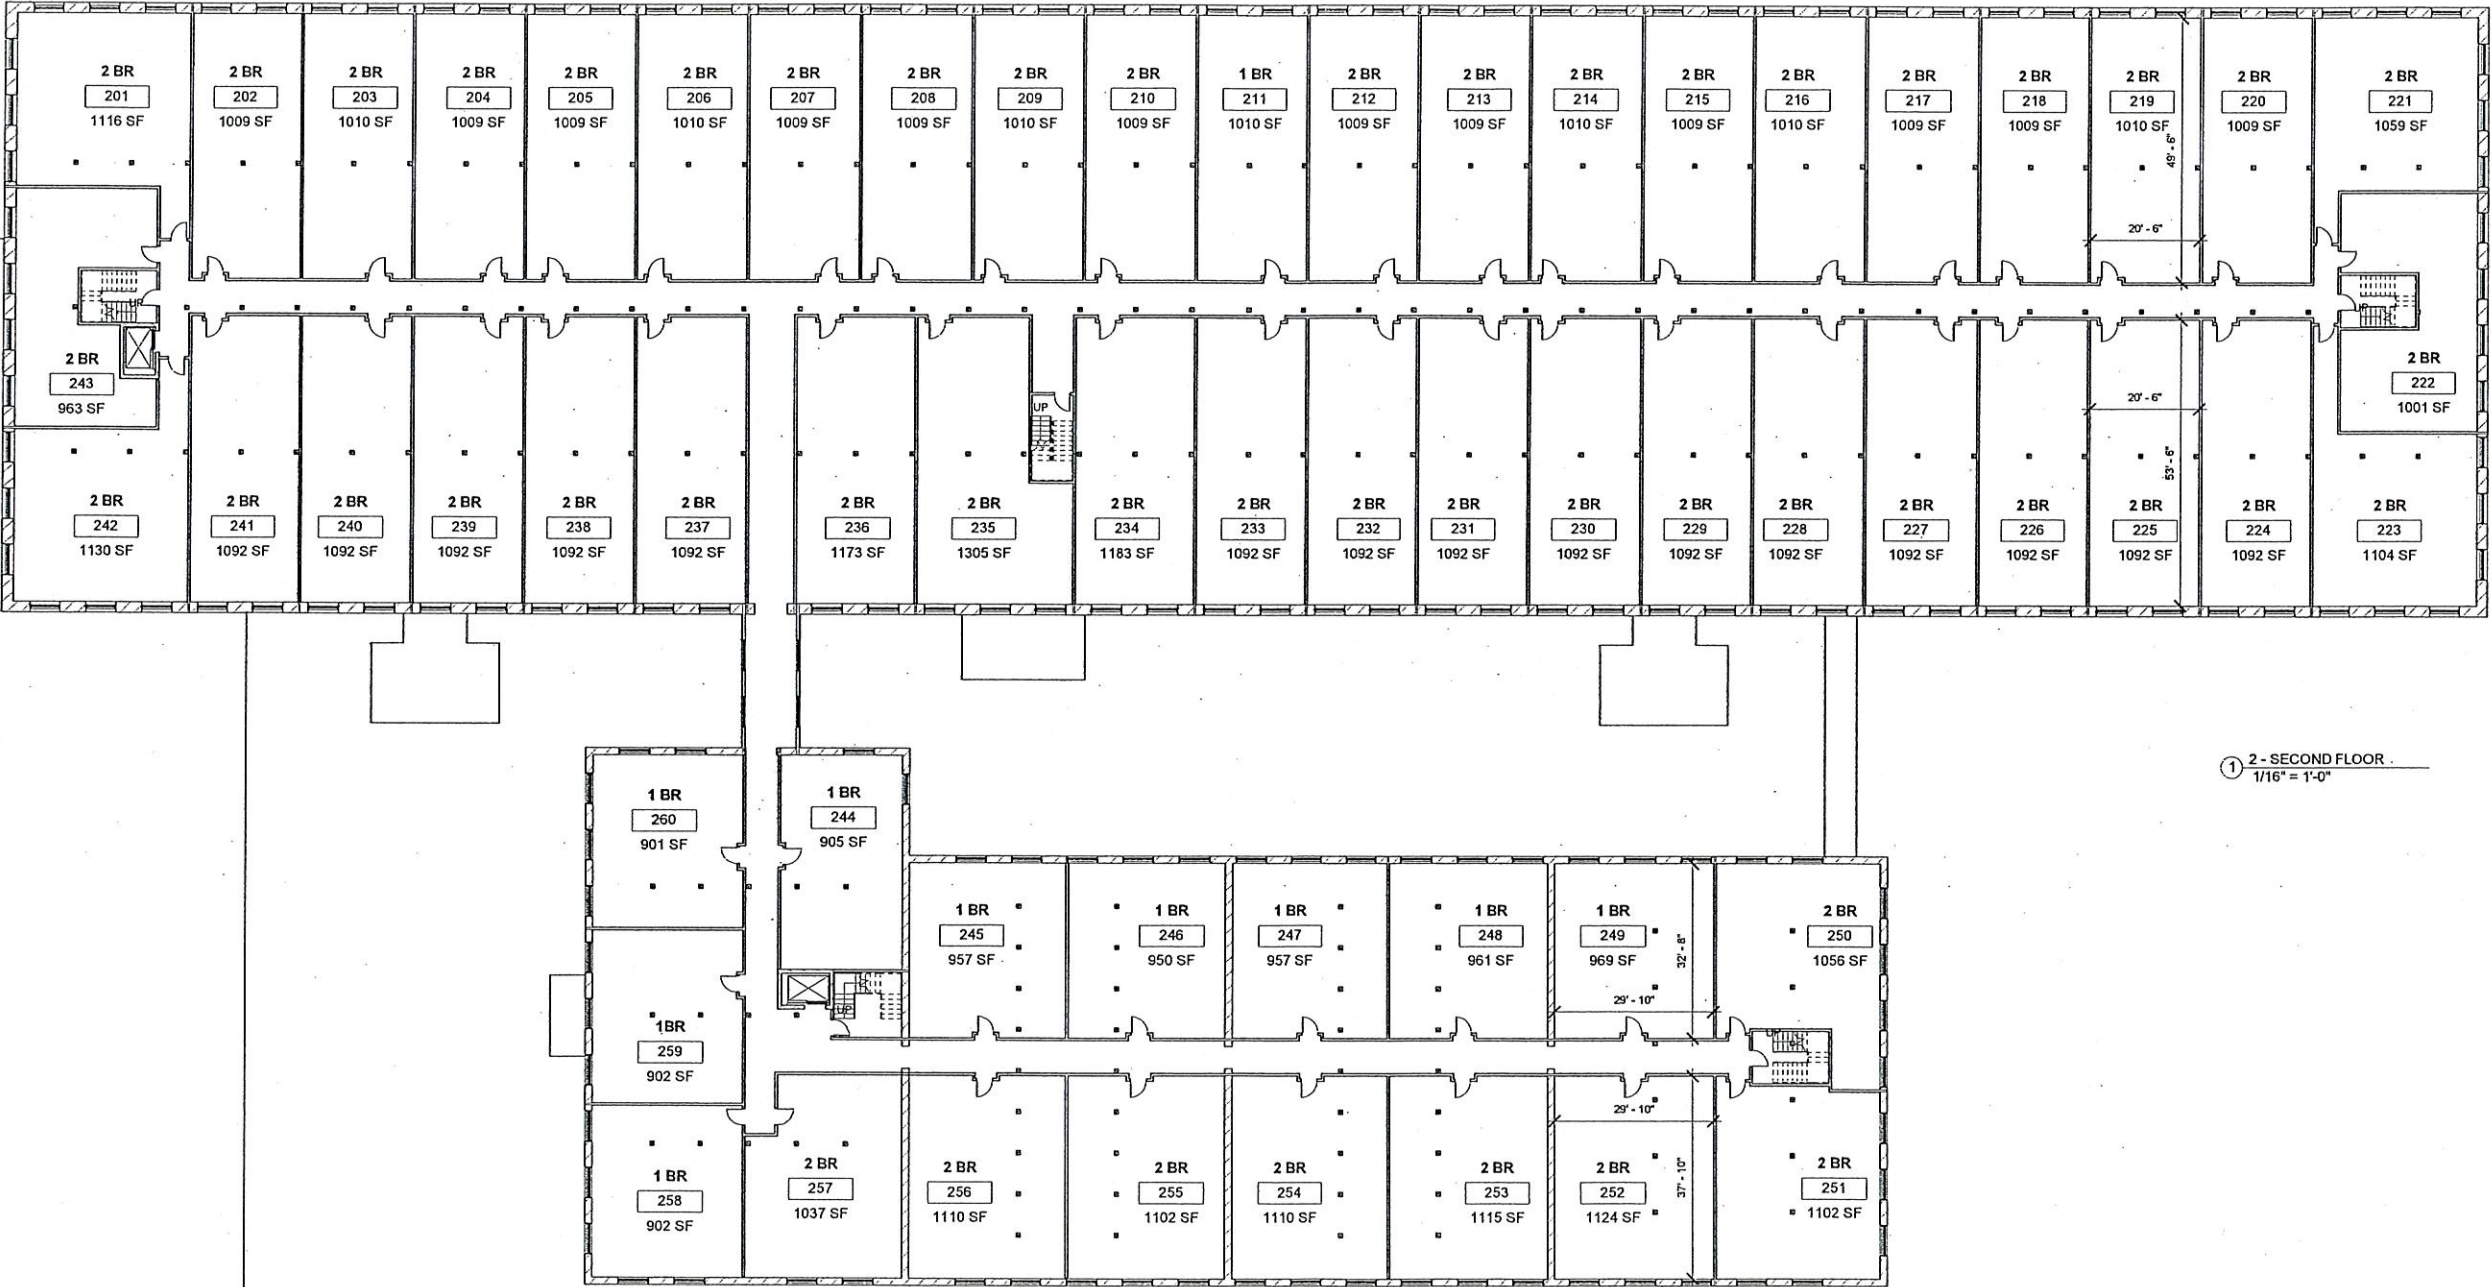 2 BR
201
1116 SF
2 BR
202
1009 SF
2 BR
203
1010 SF
2 BR
204
1009 SF
2 BR
205
1009 SF
2 BR
206
1010 SF
2 BR
207
1009 SF
2 BR
208
1009 SF
2 BR
209
1010 SF
2 BR
210
1009 SF
1 BR
211
1010 SF
2 BR
212
1009 SF
2 BR
213
1009 SF
2 BR
214
1010 SF
2 BR
215
1009 SF
2 BR
216
1010 SF
2 BR
217
1009 SF
2 BR
218
1009 SF
2 BR
219
1010 SF
49' - 6"
20' - 6"
2 BR
220
1009 SF
2 BR
221
1059 SF
UP
2 BR
243
963 SF
2 BR
222
1001 SF
2 BR
242
1130 SF
2 BR
241
1092 SF
2 BR
240
1092 SF
2 BR
239
1092 SF
2 BR
238
1092 SF
2 BR
237
1092 SF
2 BR
236
1173 SF
2 BR
235
1305 SF
UP
2 BR
234
1183 SF
2 BR
233
1092 SF
2 BR
232
1092 SF
2 BR
231
1092 SF
2 BR
230
1092 SF
2 BR
229
1092 SF
2 BR
228
1092 SF
2 BR
227
1092 SF
2 BR
226
1092 SF
20' - 6"
53' - 6"
2 BR
225
1092 SF
2 BR
224
1092 SF
2 BR
223
1104 SF
1
2 - SECOND FLOOR
1/16" = 1'-0"
1 BR
260
901 SF
1 BR
244
905 SF
1 BR
245
957 SF
1 BR
246
950 SF
1 BR
247
957 SF
1 BR
248
961 SF
1 BR
249
969 SF
32' - 8"
29' - 10"
2 BR
250
1056 SF
UP
1BR
259
902 SF
1 BR
258
902 SF
2 BR
257
1037 SF
2 BR
256
1110 SF
2 BR
255
1102 SF
2 BR
254
1110 SF
2 BR
253
1115 SF
29' - 10"
37' - 10"
2 BR
252
1124 SF
2 BR
251
1102 SF